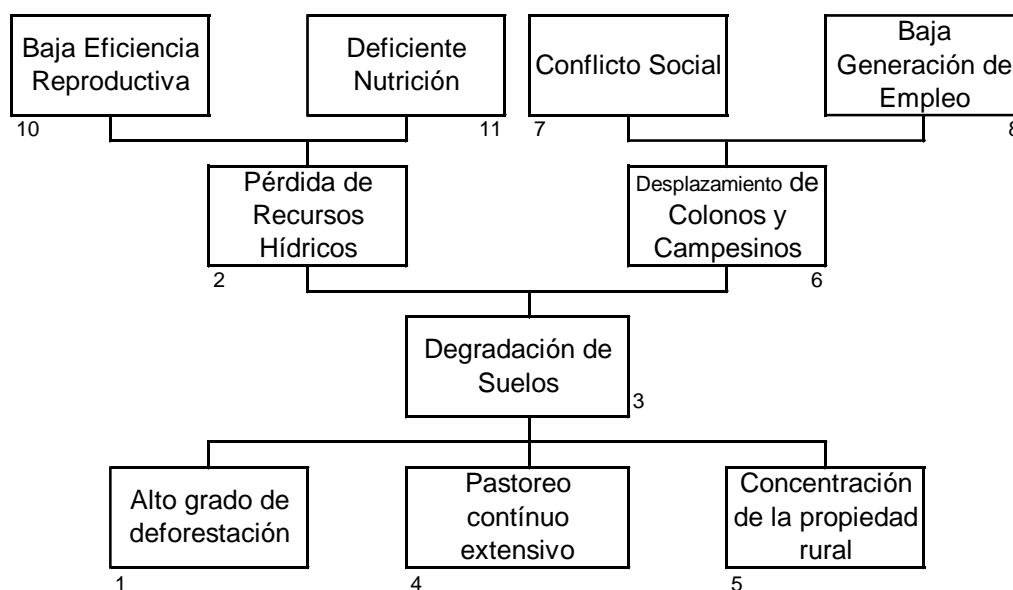 Baja Eficiencia
Reproductiva
10
Deficiente
Nutrición
11
Conflicto Social
7
Baja
Generación de
Empleo
8
Pérdida de
Recursos
Hídricos
2
Desplazamiento de
Colonos y
Campesinos
6
Degradación de
Suelos
3
Alto grado de
deforestación
1
Pastoreo
contínuo
extensivo
4
Concentración
de la propiedad
rural
5